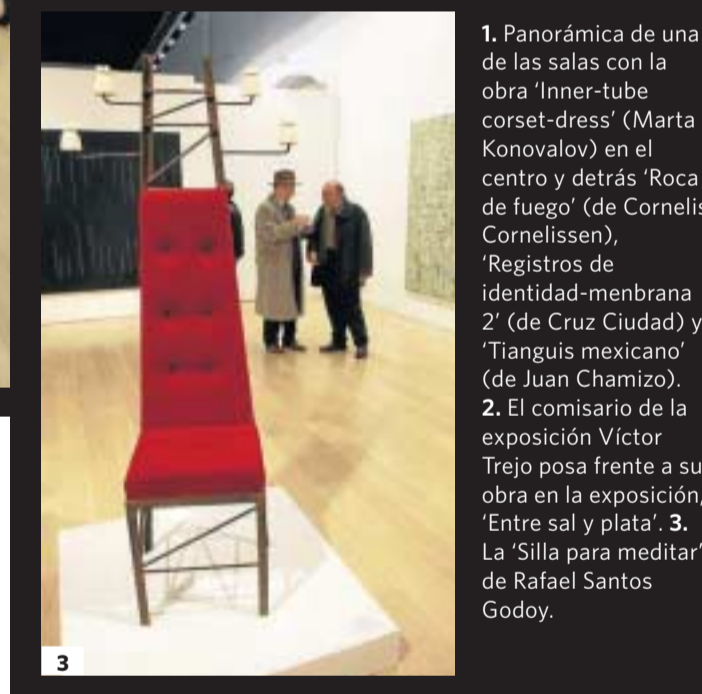 1. Panorámica de una
de las salas con la
obra 'Inner-tube
corset-dress' (Marta
Konovalov) en el
centro y detrás 'Roca
de fuego' (de Cornelis
Cornelissen),
'Registros de
identidad-menbrana
2' (de Cruz Ciudad) y
'Tianguis mexicano'
(de Juan Chamizo).
2. El comisario de la
exposición Víctor
Trejo posa frente a su
obra en la exposición,
'Entre sal y plata'. 3.
La 'Silla para meditar'
de Rafael Santos
Godoy.
3